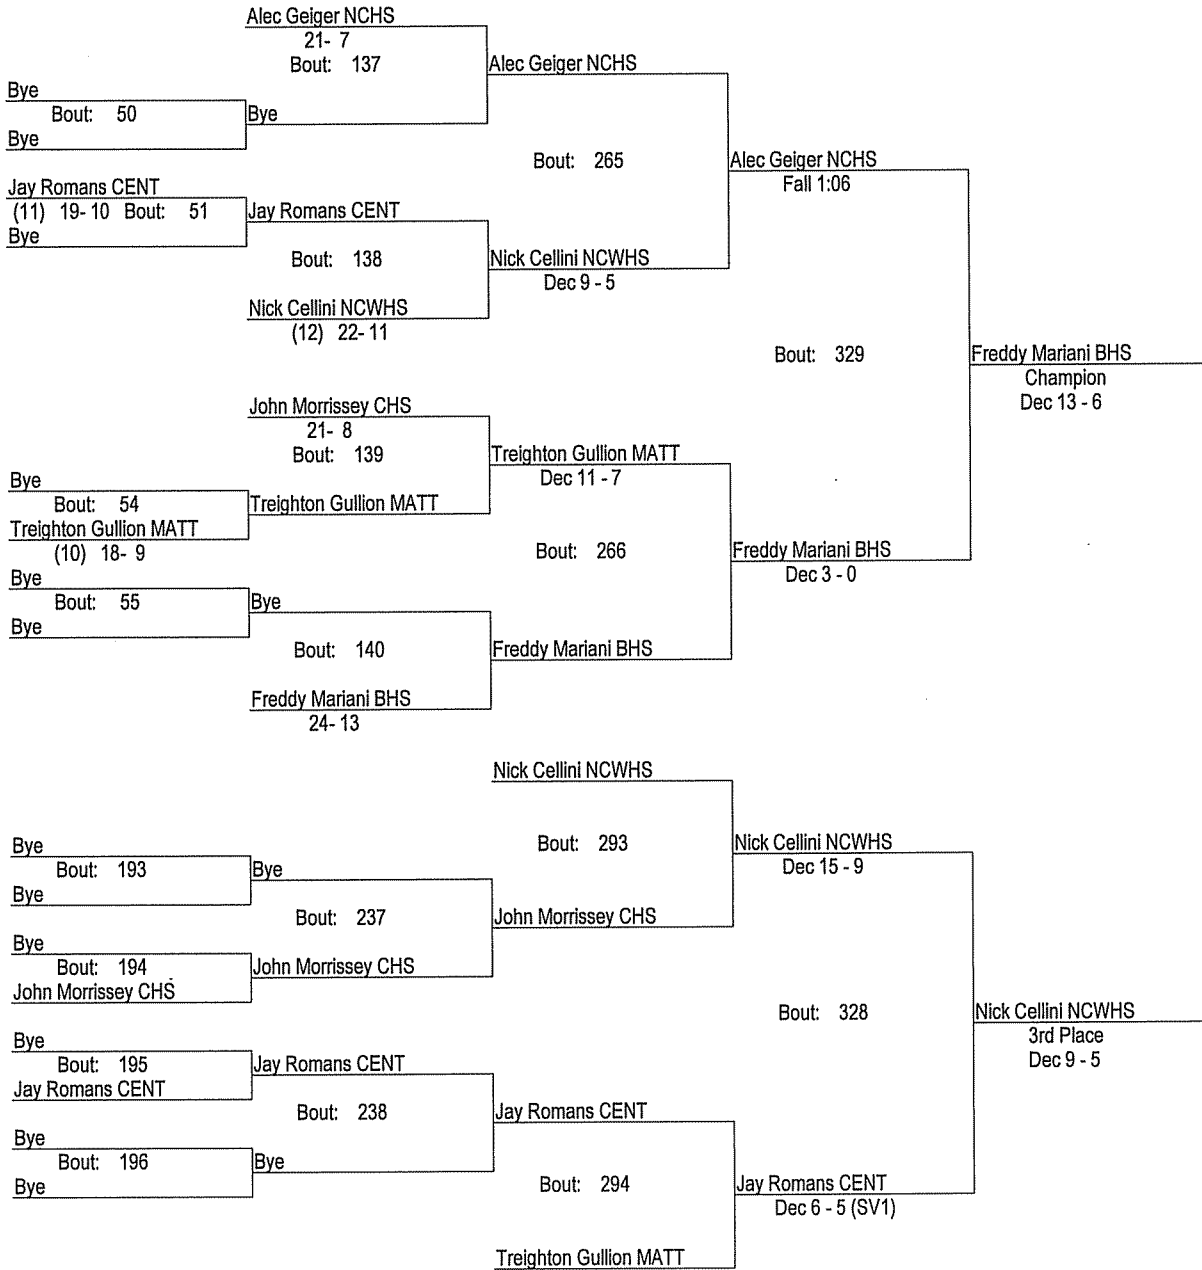 Alec Geiger NCHS
21- 7
Bout: 137
Alec Geiger NCHS
Bye
Bout: 50
Bye
Bye
Bout: 265
Alec Geiger NCHS
Fall 1:06
Jay Romans CENT
(11) 19- 10 Bout: 51
Bye
Jay Romans CENT
Bout: 138
Nick Cellini NCWHS
Dec 9 - 5
Nick Cellini NCWHS
(12) 22- 11
Bout: 329
Freddy Mariani BHS
Champion
Dec 13 - 6
John Morrissey CHS
21- 8
Bout: 139
Treighton Gullion MATT
Dec 11 - 7
Bye
Bout: 54
Treighton Gullion MATT
Treighton Gullion MATT
(10) 18- 9
Bout: 266
Freddy Mariani BHS
Dec 3 - 0
Bye
Bout: 55
Bye
Bye
Bout: 140
Freddy Mariani BHS
Freddy Mariani BHS
24- 13
Nick Cellini NCWHS
Bout: 293
Nick Cellini NCWHS
Dec 15 - 9
Bye
Bout: 193
Bye
Bye
Bout: 237
John Morrissey CHS
Bye
Bout: 194
John Morrissey CHS
John Morrissey CHS
Bout: 328
Nick Cellini NCWHS
3rd Place
Dec 9 - 5
Bye
Bout: 195
Jay Romans CENT
Jay Romans CENT
Bout: 238
Jay Romans CENT
Bye
Bout: 196
Bye
Bye
Bout: 294
Jay Romans CENT
Dec 6 - 5 (SV1)
Treighton Gullion MATT